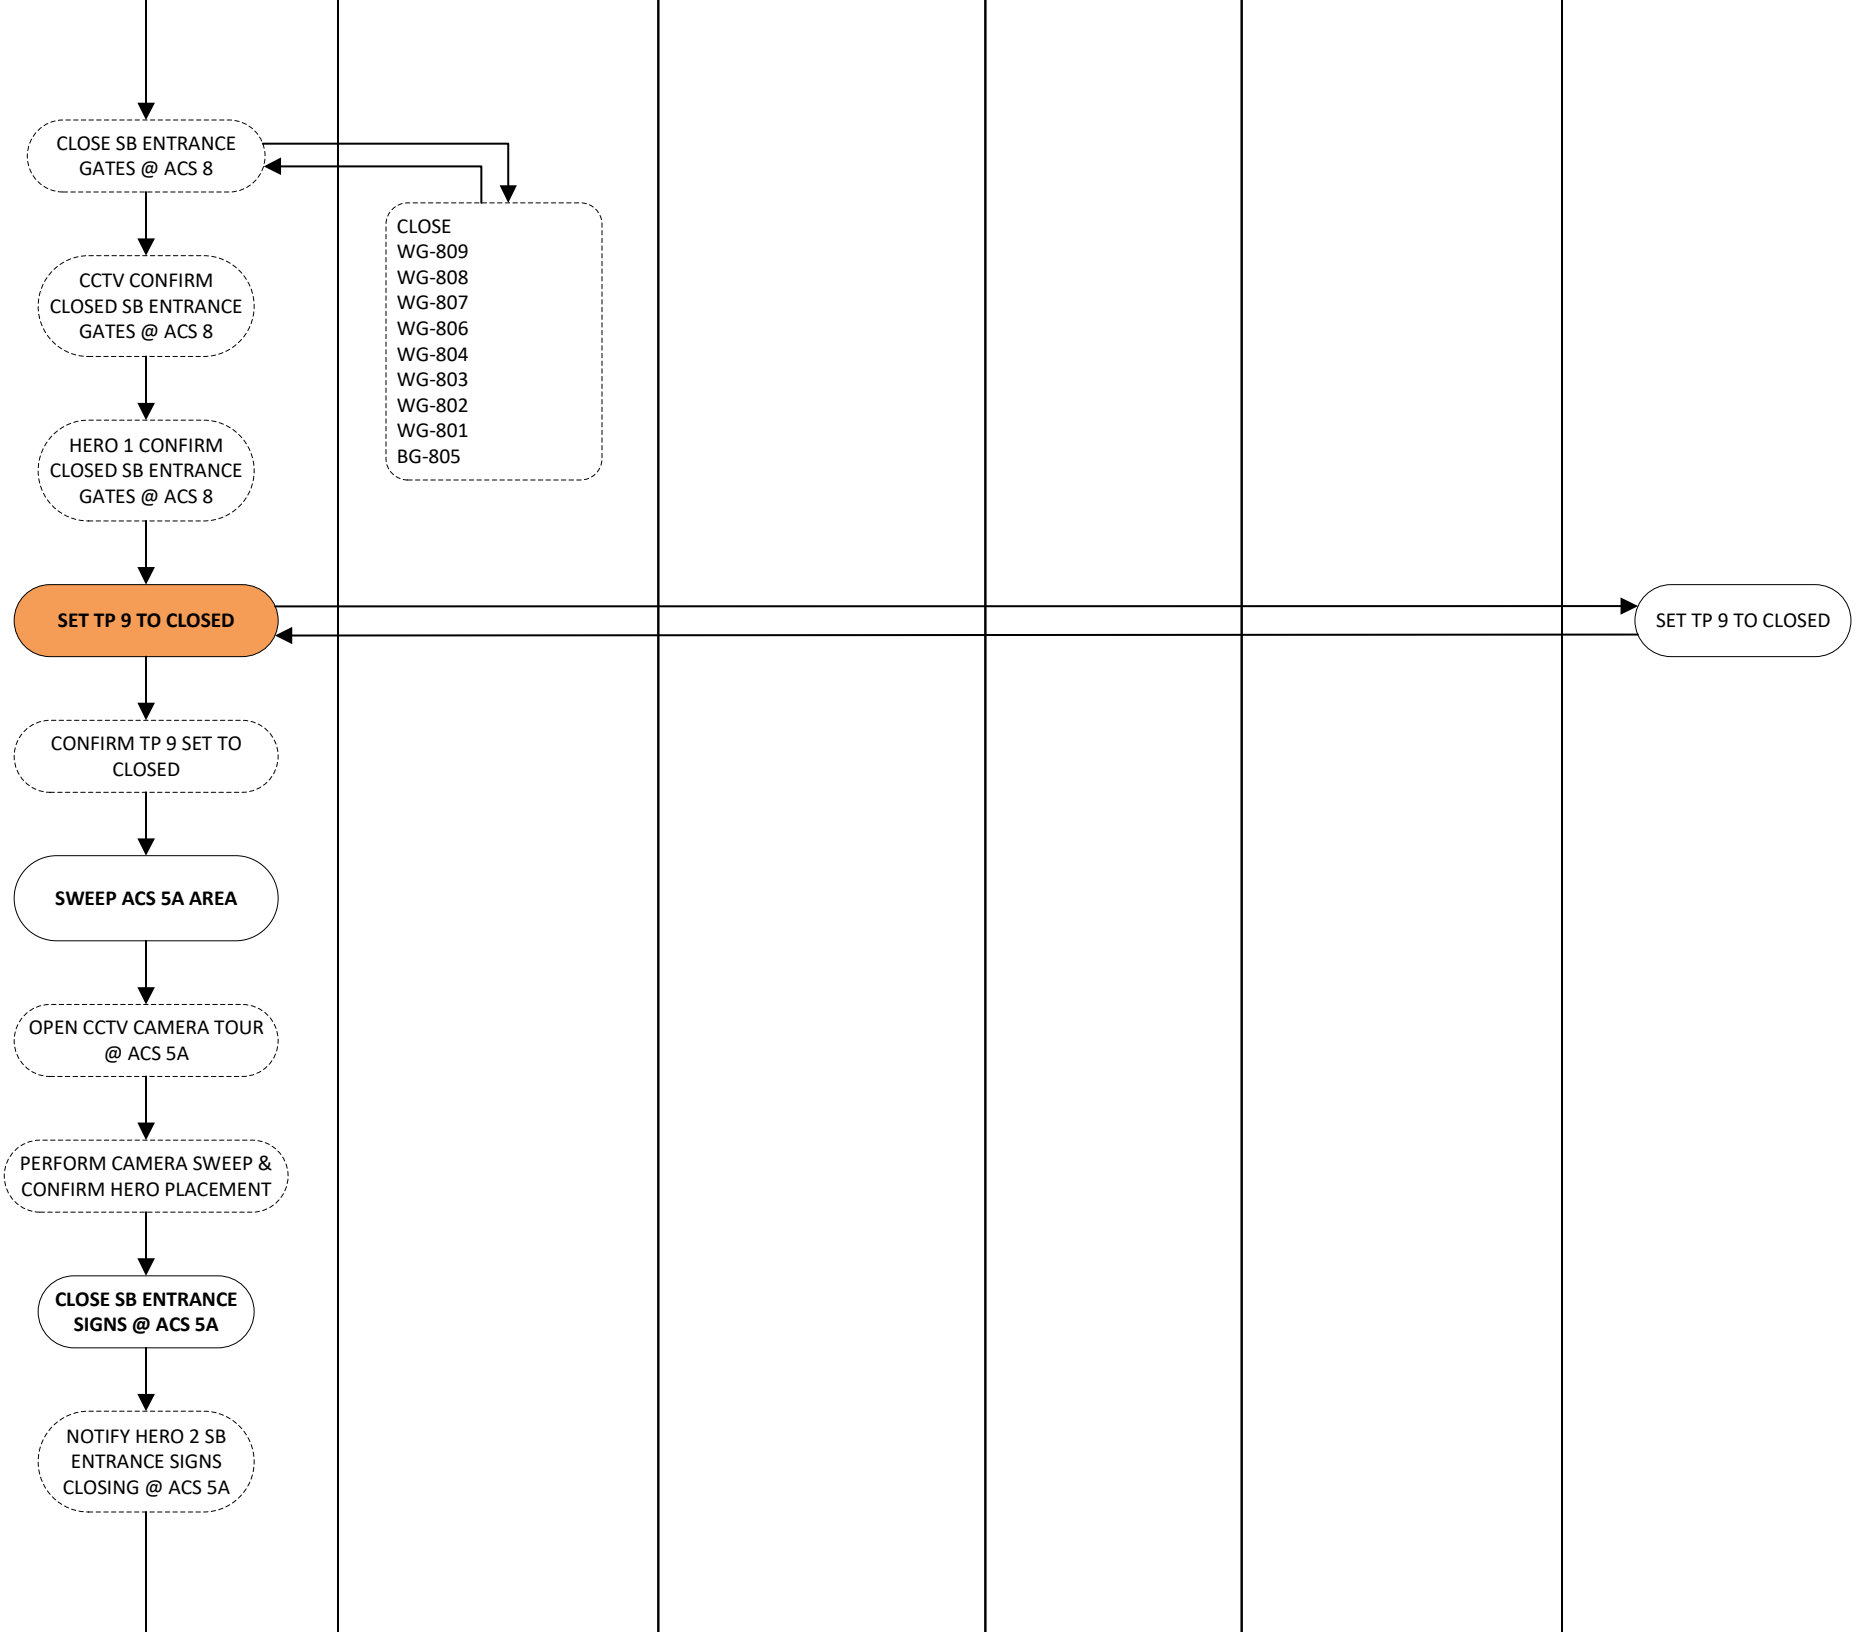 CLOSE SB ENTRANCE
GATES @ ACS 8
CLOSE
WG-809
WG-808
WG-807
WG-806
WG-804
WG-803
WG-802
WG-801
BG-805
CCTV CONFIRM
CLOSED SB ENTRANCE
GATES @ ACS 8
HERO 1 CONFIRM
CLOSED SB ENTRANCE
GATES @ ACS 8
SET TP 9 TO CLOSED
SET TP 9 TO CLOSED
CONFIRM TP 9 SET TO
CLOSED
SWEEP ACS 5A AREA
OPEN CCTV CAMERA TOUR
@ ACS 5A
PERFORM CAMERA SWEEP &
CONFIRM HERO PLACEMENT
CLOSE SB ENTRANCE
SIGNS @ ACS 5A
NOTIFY HERO 2 SB
ENTRANCE SIGNS
CLOSING @ ACS 5A